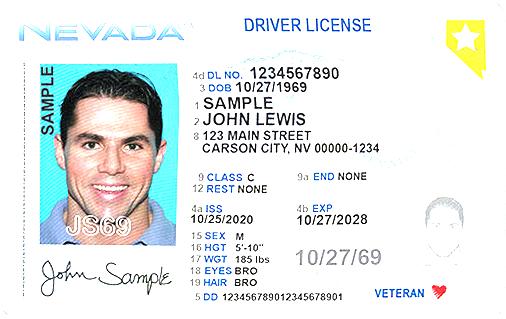 NEVADA
DRIVER LICENSE
SAMPLE
4d DL NO. 1234567890
3 DOB 10/27/1969
1 SAMPLE
2 JOHN LEWIS
8 123 MAIN STREET
CARSON CITY, NV 00000-1234
9 CLASS C 9a END NONE
12 REST NONE
4a ISS 4b EXP
10/25/2020 10/27/2028
15 SEX M
16 HGT 5'-10"
17 WGT 185 lbs
18 EYES BRO
19 HAIR BRO
5 DD 123456789012345678901
JS69
John Sample
10/27/69
VETERAN